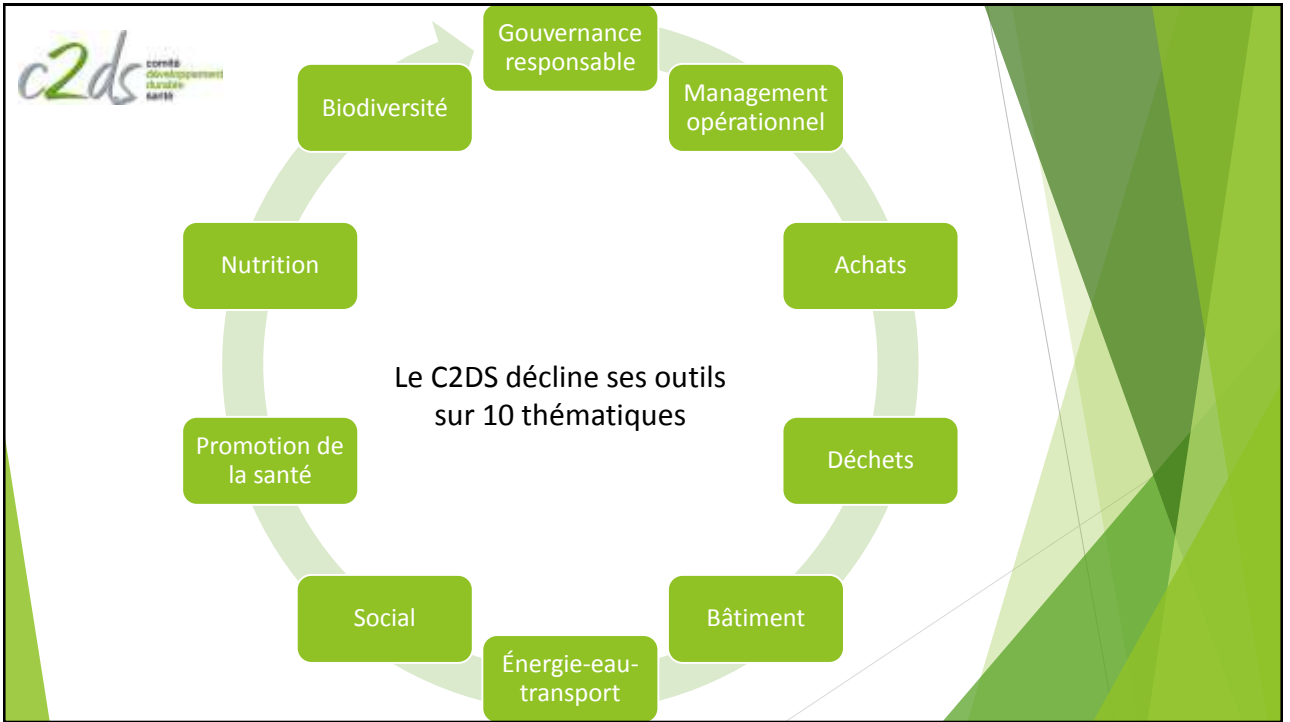 c2ds
comité
développement
durable
santé
Gouvernance
responsable
Management
opérationnel
Achats
Déchets
Bâtiment
Énergie-eau-
transport
Social
Promotion de
la santé
Nutrition
Biodiversité
Le C2DS décline ses outils
sur 10 thématiques